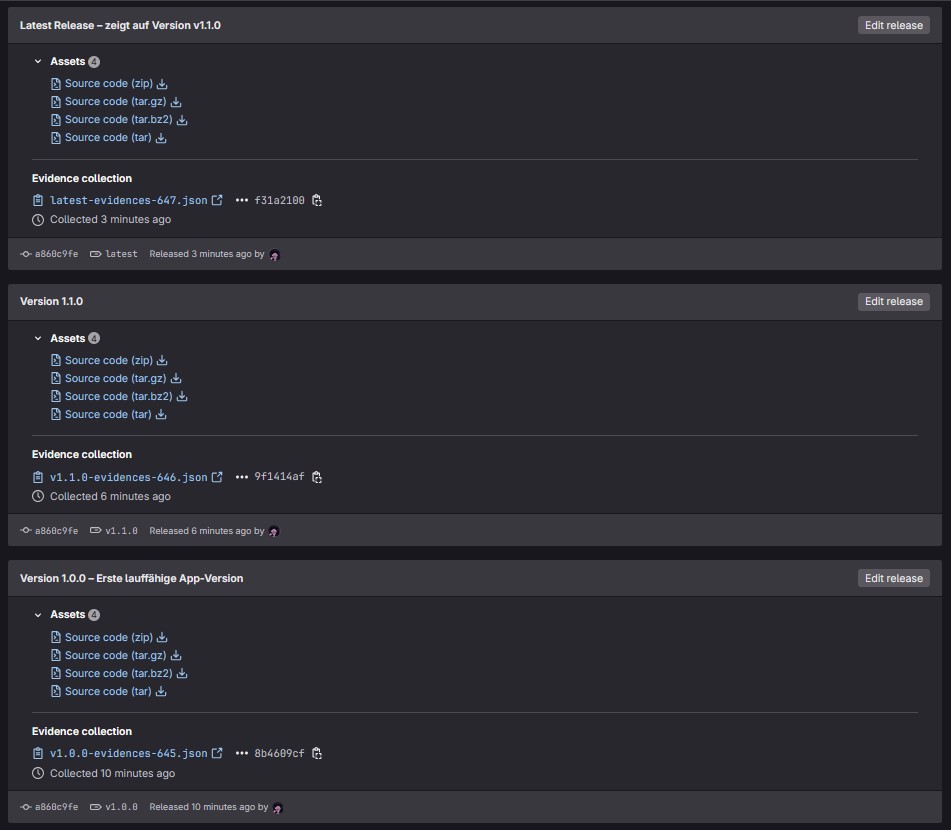 Latest Release – zeigt auf Version v1.1.0
Edit release
Assets 4
Source code (zip)
Source code (tar.gz)
Source code (tar.bz2)
Source code (tar)
Evidence collection
latest-evidences-647.json ••• f31a2100
Collected 3 minutes ago
a860c9fe latest Released 3 minutes ago by
Version 1.1.0
Edit release
Assets 4
Source code (zip)
Source code (tar.gz)
Source code (tar.bz2)
Source code (tar)
Evidence collection
v1.1.0-evidences-646.json ••• 9f1414af
Collected 6 minutes ago
a860c9fe v1.1.0 Released 6 minutes ago by
Version 1.0.0 – Erste lauffähige App-Version
Edit release
Assets 4
Source code (zip)
Source code (tar.gz)
Source code (tar.bz2)
Source code (tar)
Evidence collection
v1.0.0-evidences-645.json ••• 8b4609cf
Collected 10 minutes ago
a860c9fe v1.0.0 Released 10 minutes ago by